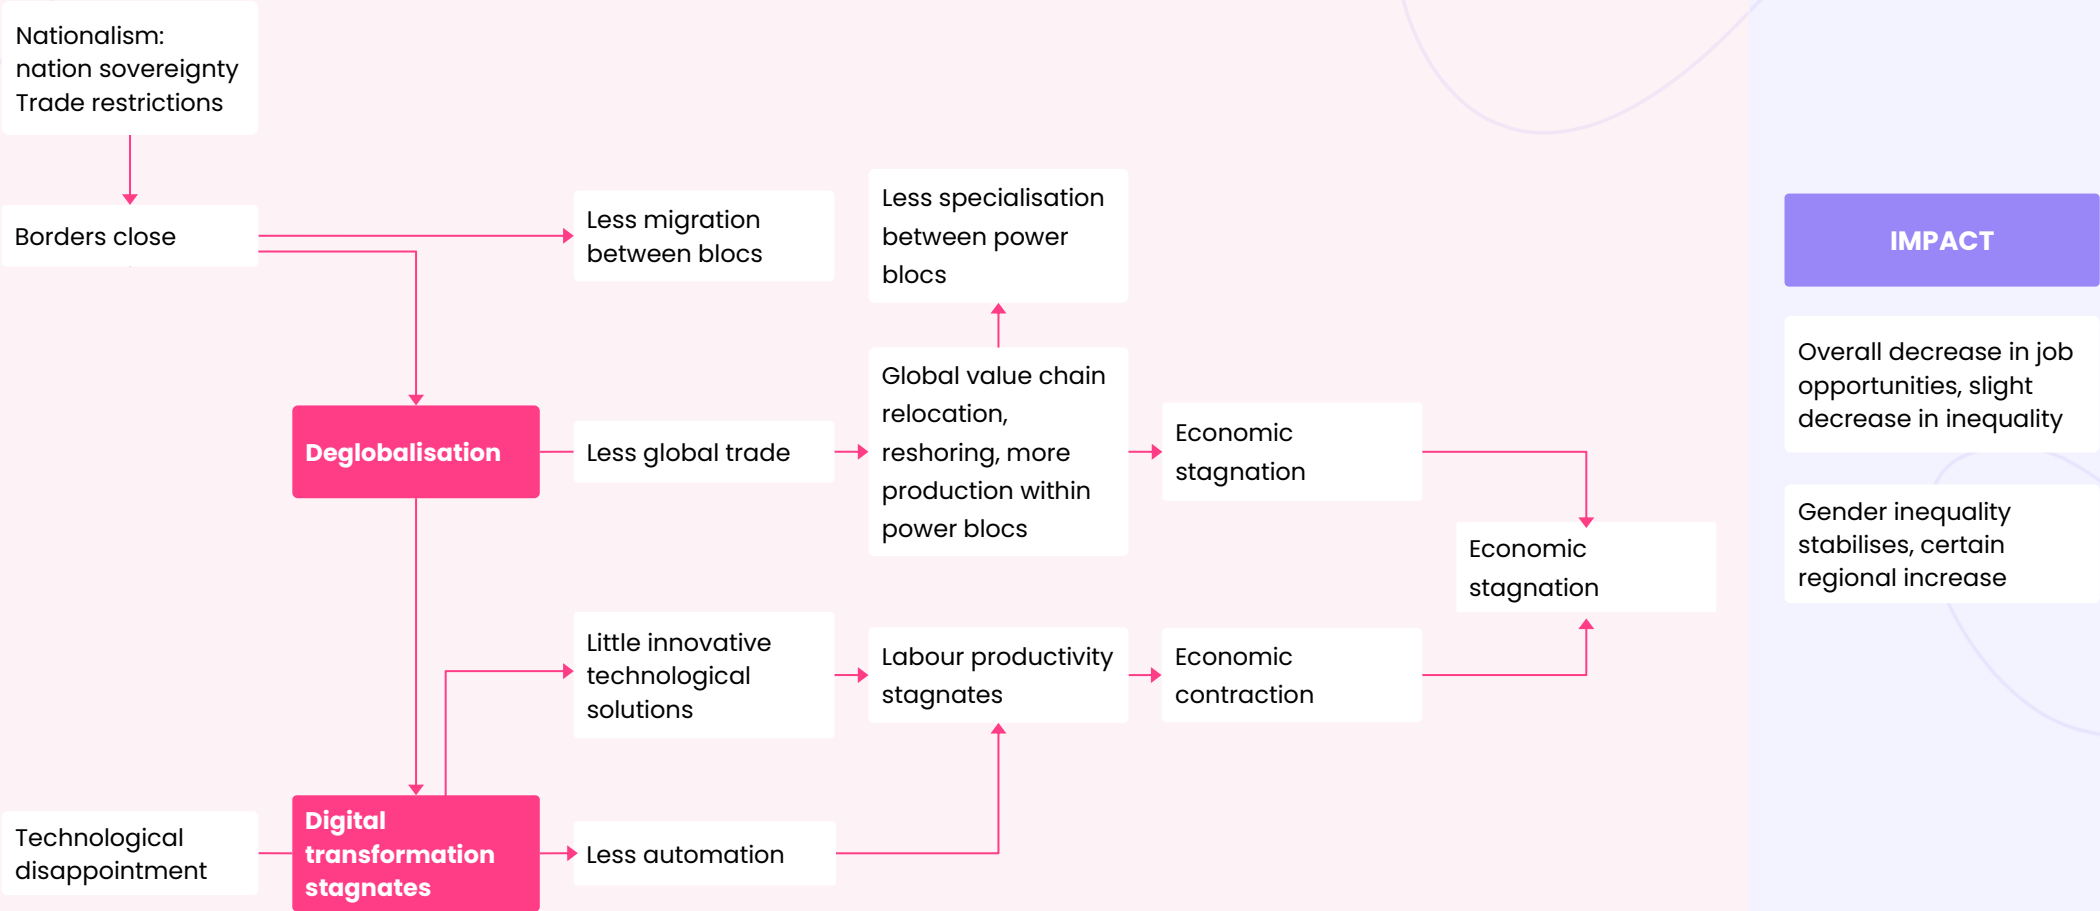 Nationalism:
nation sovereignty
Trade restrictions
Borders close
Less migration
between blocs
Less specialisation
between power
blocs
IMPACT
Overall decrease in job
opportunities, slight
decrease in inequality
Gender inequality
stabilises, certain
regional increase
Deglobalisation
Less global trade
Global value chain
relocation,
reshoring, more
production within
power blocs
Economic
stagnation
Economic
stagnation
Little innovative
technological
solutions
Labour productivity
stagnates
Economic
contraction
Technological
disappointment
Digital
transformation
stagnates
Less automation